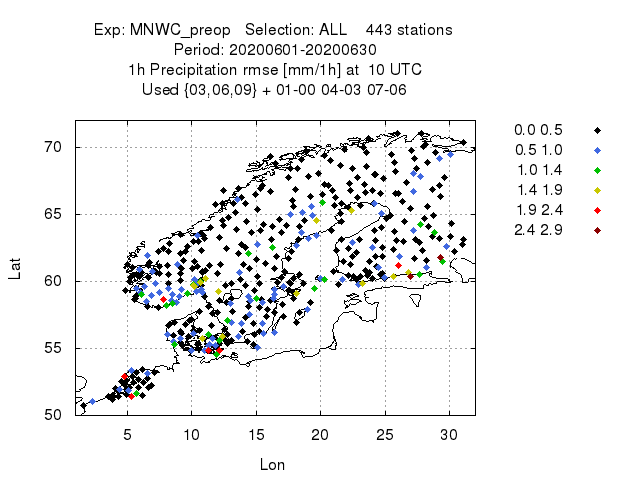 Exp: MNWC_preop Selection: ALL 443 stations
Period: 20200601-20200630
1h Precipitation rmse [mm/1h] at 10 UTC
Used {03,06,09} + 01-00 04-03 07-06
0.0 0.5
0.5 1.0
1.0 1.4
1.4 1.9
1.9 2.4
2.4 2.9
70
65
60
55
50
Lat
5 10 15 20 25 30
Lon